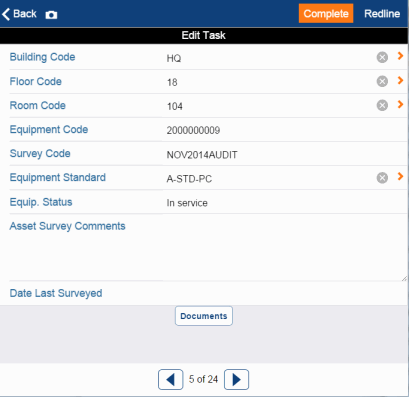 Back Complete Redline
Edit Task
Building Code HQ
Floor Code 18
Room Code 104
Equipment Code 2000000009
Survey Code NOV2014AUDIT
Equipment Standard A-STD-PC
Equip. Status In service
Asset Survey Comments
Date Last Surveyed
Documents
5 of 24